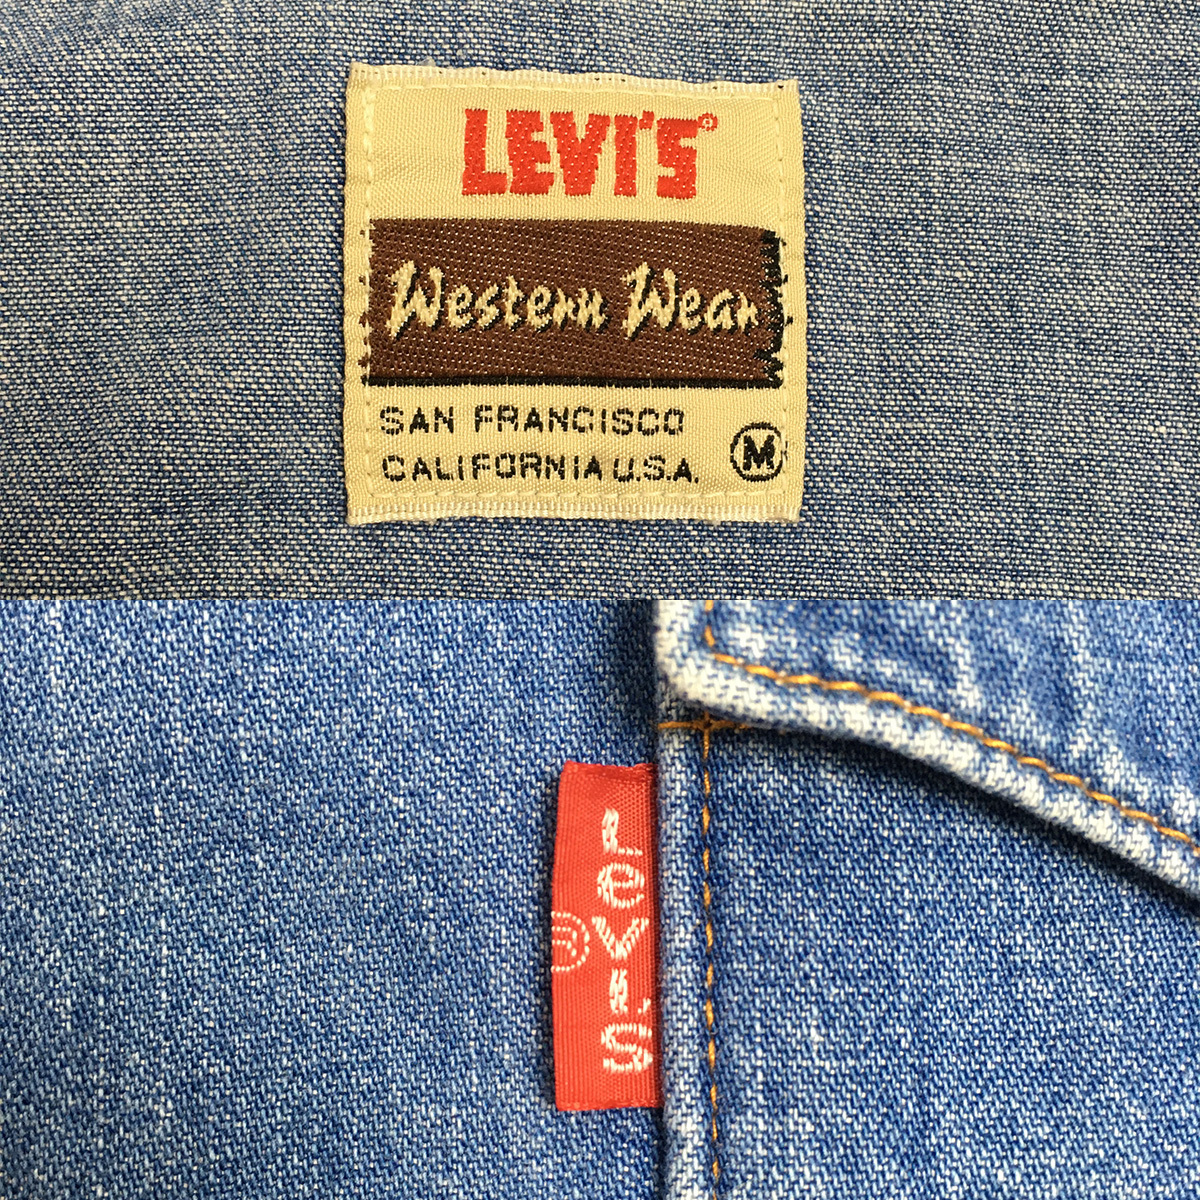 LEVI'S®
Western Wear
SAN FRANCISCO
CALIFORNIA U.S.A. M
LeVI'S
®